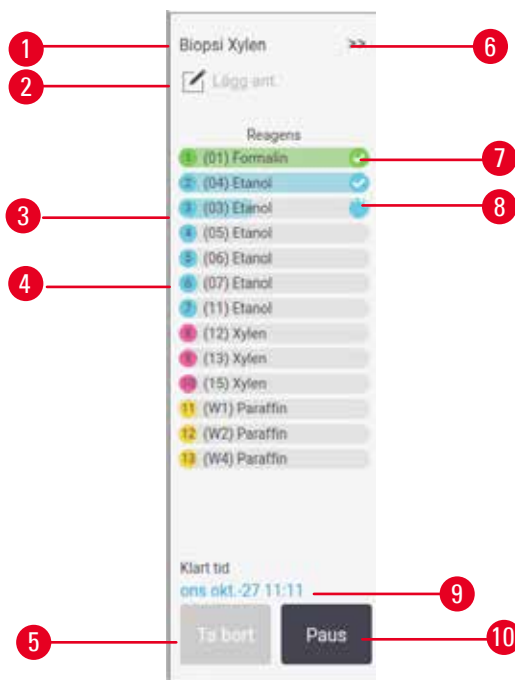 1 Biopsi Xylen >> 6
2 Lägg ant.
Reagens
1 (01) Formalin 7
2 (04) Etanol
3 3 (03) Etanol 8
4 (05) Etanol
5 (06) Etanol
4 6 (07) Etanol
7 (11) Etanol
8 (12) Xylen
9 (13) Xylen
10 (15) Xylen
11 (W1) Paraffin
12 (W2) Paraffin
13 (W4) Paraffin
Klart tid
ons okt.-27 11:11 9
5 Ta bort Paus 10